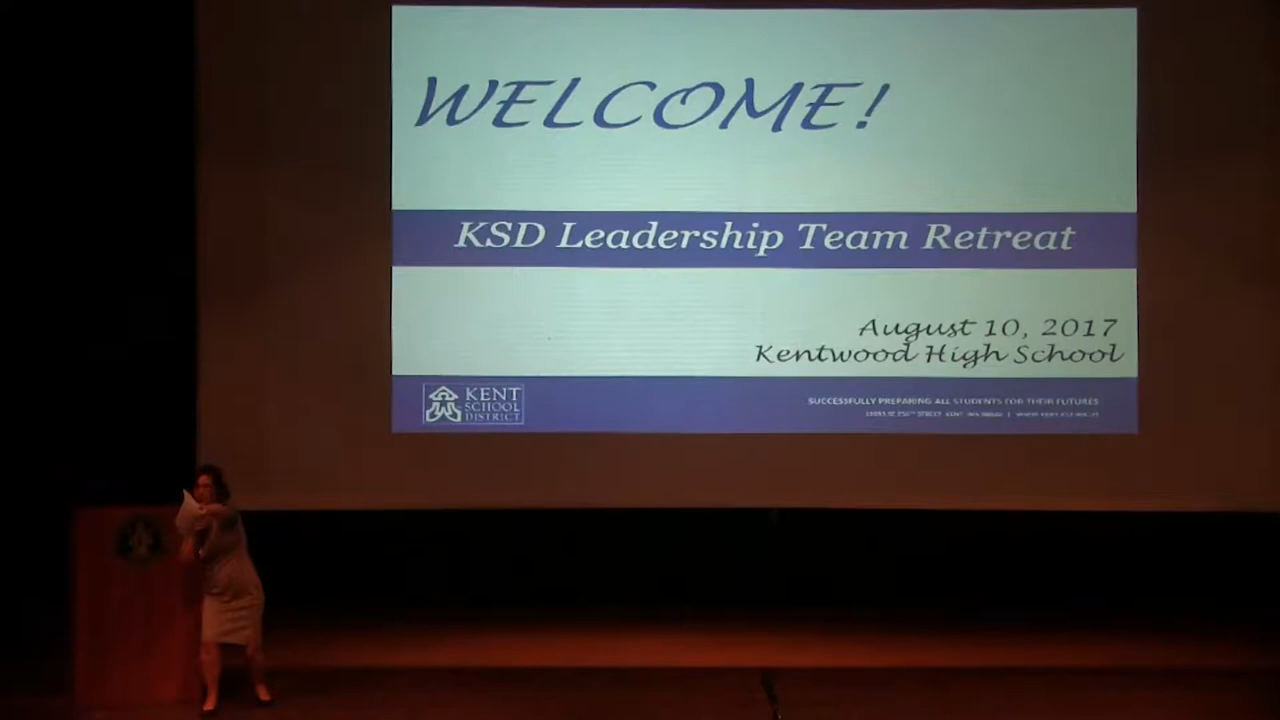 WELCOME!
KSD Leadership Team Retreat
August 10, 2017
Kentwood High School
KENT
SCHOOL
DISTRICT
SUCCESSFULLY PREPARING ALL STUDENTS FOR THEIR FUTURES